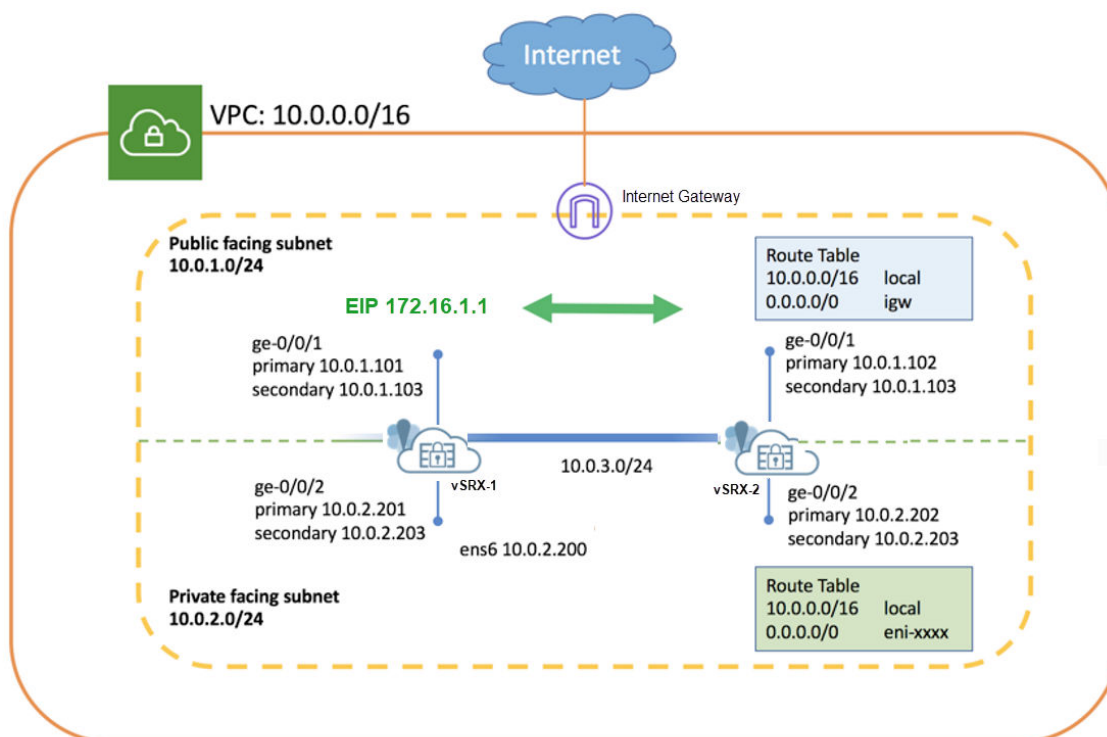 Internet
VPC: 10.0.0.0/16
Internet Gateway
Public facing subnet
10.0.1.0/24
Route Table
10.0.0.0/16 local
0.0.0.0/0 igw
EIP 172.16.1.1
ge-0/0/1
primary 10.0.1.101
secondary 10.0.1.103
ge-0/0/1
primary 10.0.1.102
secondary 10.0.1.103
10.0.3.0/24
vSRX-1
vSRX-2
ge-0/0/2
primary 10.0.2.201
secondary 10.0.2.203
ens6 10.0.2.200
ge-0/0/2
primary 10.0.2.202
secondary 10.0.2.203
Private facing subnet
10.0.2.0/24
Route Table
10.0.0.0/16 local
0.0.0.0/0 eni-xxxx